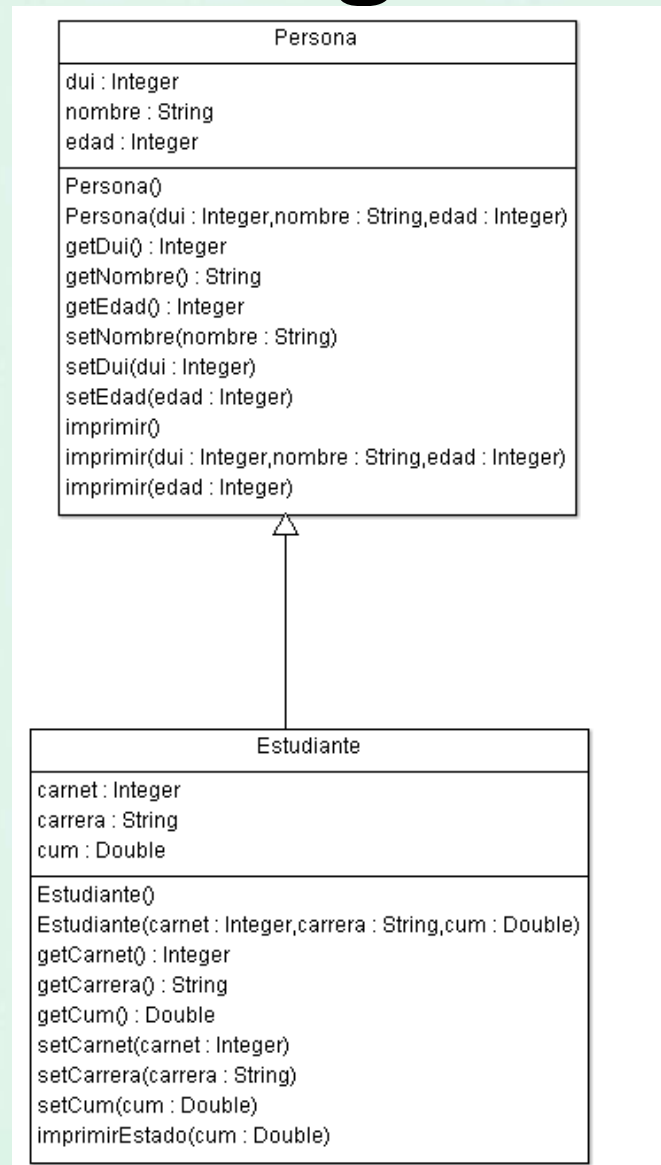 Persona
dui : Integer
nombre : String
edad : Integer
Persona()
Persona(dui : Integer,nombre : String,edad : Integer)
getDui() : Integer
getNombre() : String
getEdad() : Integer
setNombre(nombre : String)
setDui(dui : Integer)
setEdad(edad : Integer)
imprimir()
imprimir(dui : Integer,nombre : String,edad : Integer)
imprimir(edad : Integer)
Estudiante
carnet : Integer
carrera : String
cum : Double
Estudiante()
Estudiante(carnet : Integer,carrera : String,cum : Double)
getCarnet() : Integer
getCarrera() : String
getCum() : Double
setCarnet(carnet : Integer)
setCarrera(carrera : String)
setCum(cum : Double)
imprimirEstado(cum : Double)